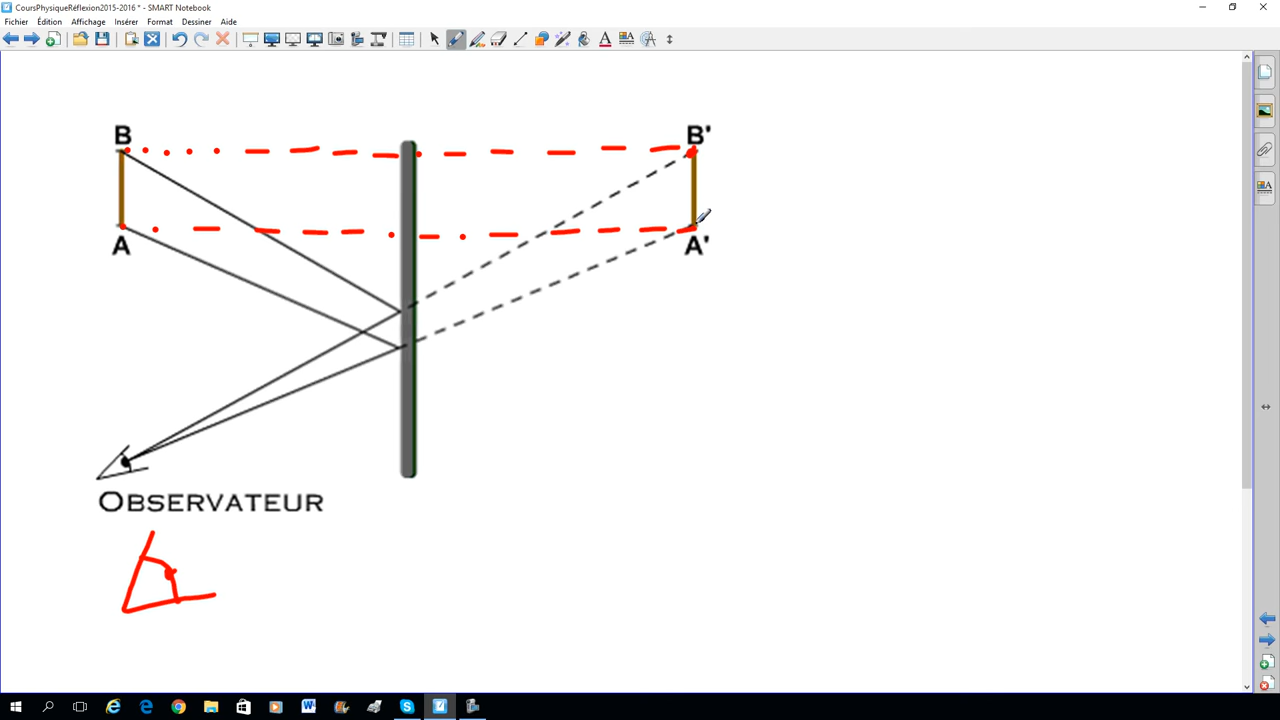 CoursPhysiqueRéflexion2015-2016 * - SMART Notebook
Fichier Édition Affichage Insérer Format Dessiner Aide
B B'
A A'
OBSERVATEUR